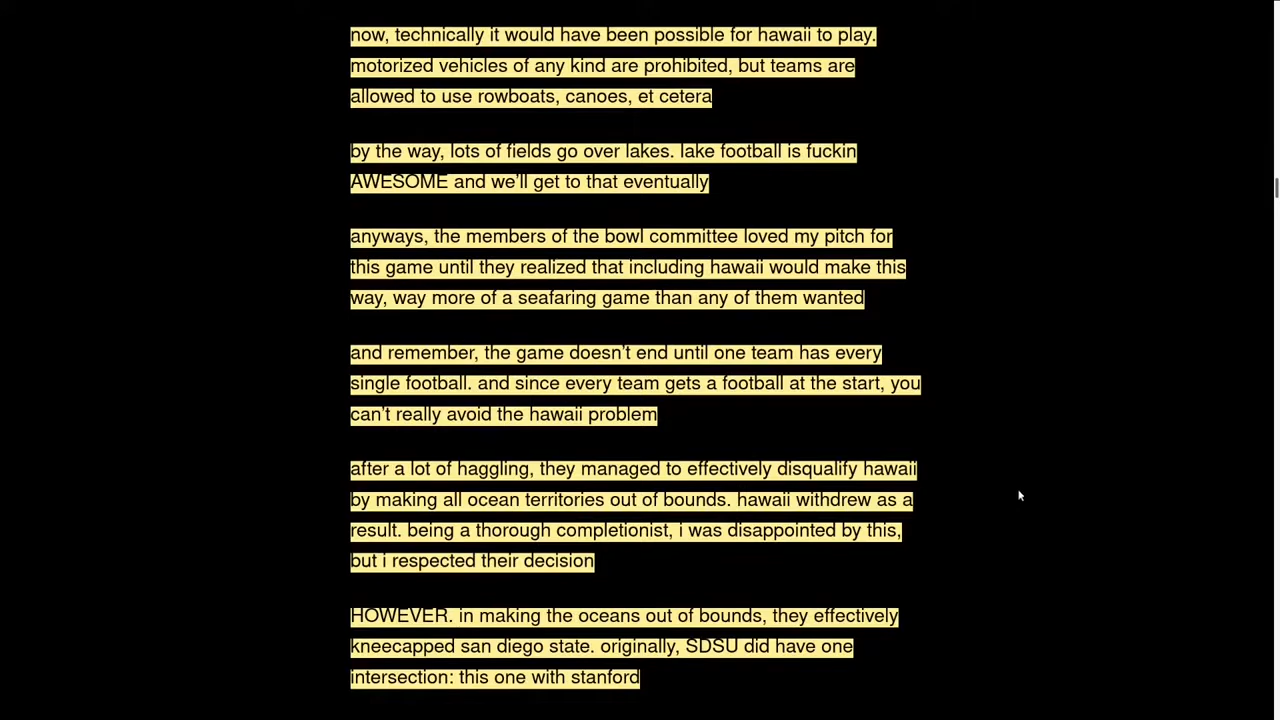 now, technically it would have been possible for hawaii to play.
motorized vehicles of any kind are prohibited, but teams are
allowed to use rowboats, canoes, et cetera
by the way, lots of fields go over lakes. lake football is fuckin
AWESOME and we'll get to that eventually
anyways, the members of the bowl committee loved my pitch for
this game until they realized that including hawaii would make this
way, way more of a seafaring game than any of them wanted
and remember, the game doesn't end until one team has every
single football. and since every team gets a football at the start, you
can't really avoid the hawaii problem
after a lot of haggling, they managed to effectively disqualify hawaii
by making all ocean territories out of bounds. hawaii withdrew as a
result. being a thorough completionist, i was disappointed by this,
but i respected their decision
HOWEVER. in making the oceans out of bounds, they effectively
kneecapped san diego state. originally, SDSU did have one
intersection: this one with stanford